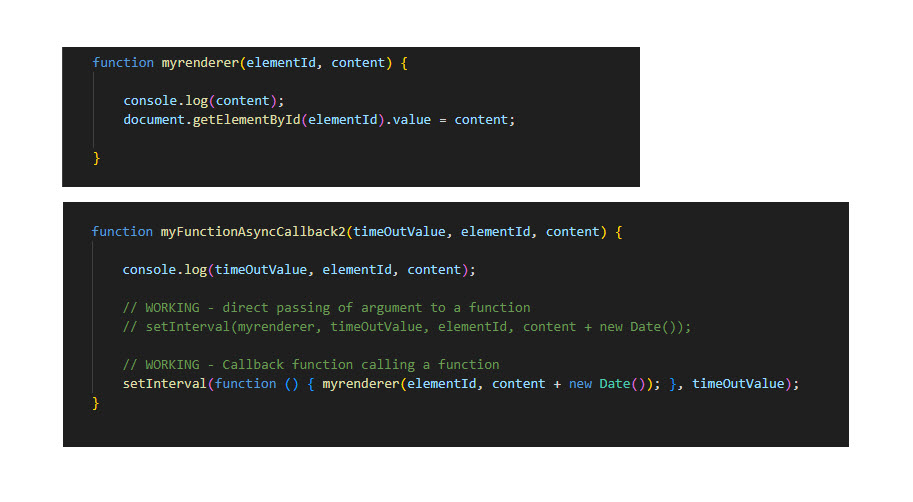 function myrenderer(elementId, content) {
console.log(content);
document.getElementById(elementId).value = content;
}
function myFunctionAsyncCallback2(timeOutValue, elementId, content) {
console.log(timeOutValue, elementId, content);
// WORKING - direct passing of argument to a function
// setInterval(myrenderer, timeOutValue, elementId, content + new Date());
// WORKING - Callback function calling a function
setInterval(function () { myrenderer(elementId, content + new Date()); }, timeOutValue);
}